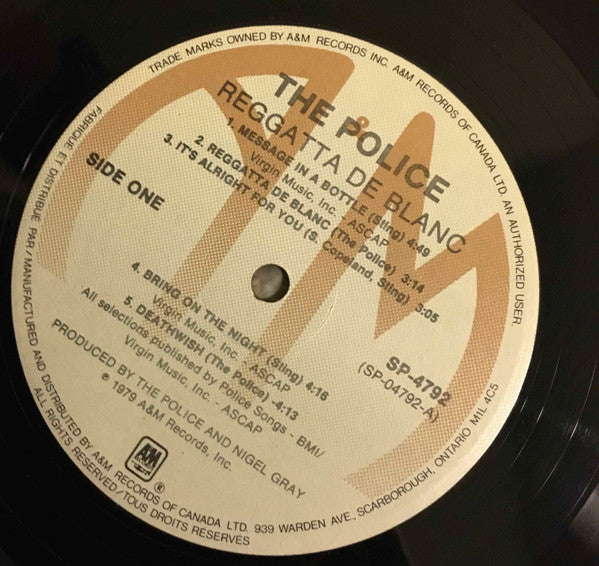 TRADE MARKS OWNED BY A&M RECORDS INC. A&M RECORDS OF CANADA LTD. AN AUTHORIZED USER
THE POLICE
REGGATTA DE BLANC
1. MESSAGE IN A BOTTLE (Sting) 4:49
Virgin Music, Inc. - ASCAP
2. REGGATTA DE BLANC (The Police) 3:14
3. IT'S ALRIGHT FOR YOU (S. Copeland, Sting) 3:05
SIDE ONE
4. BRING ON THE NIGHT (Sting) 4:16
Virgin Music, Inc. - ASCAP
5. DEATHWISH (The Police) - 4:13
All selections published by Police Songs - BMI/
Virgin Music, Inc. - ASCAP
SP-4792
(SP-04792-A)
PRODUCED BY THE POLICE AND NIGEL GRAY
℗ 1979 A&M Records, Inc.
A&M
RECORDS
®
FABRIQUE ET DISTRIBUÉ PAR/MANUFACTURED AND DISTRIBUTED BY A&M RECORDS OF CANADA LTD. 939 WARDEN AVE., SCARBOROUGH, ONTARIO M1L 4C5
ALL RIGHTS RESERVED/TOUS DROITS RÉSERVÉS